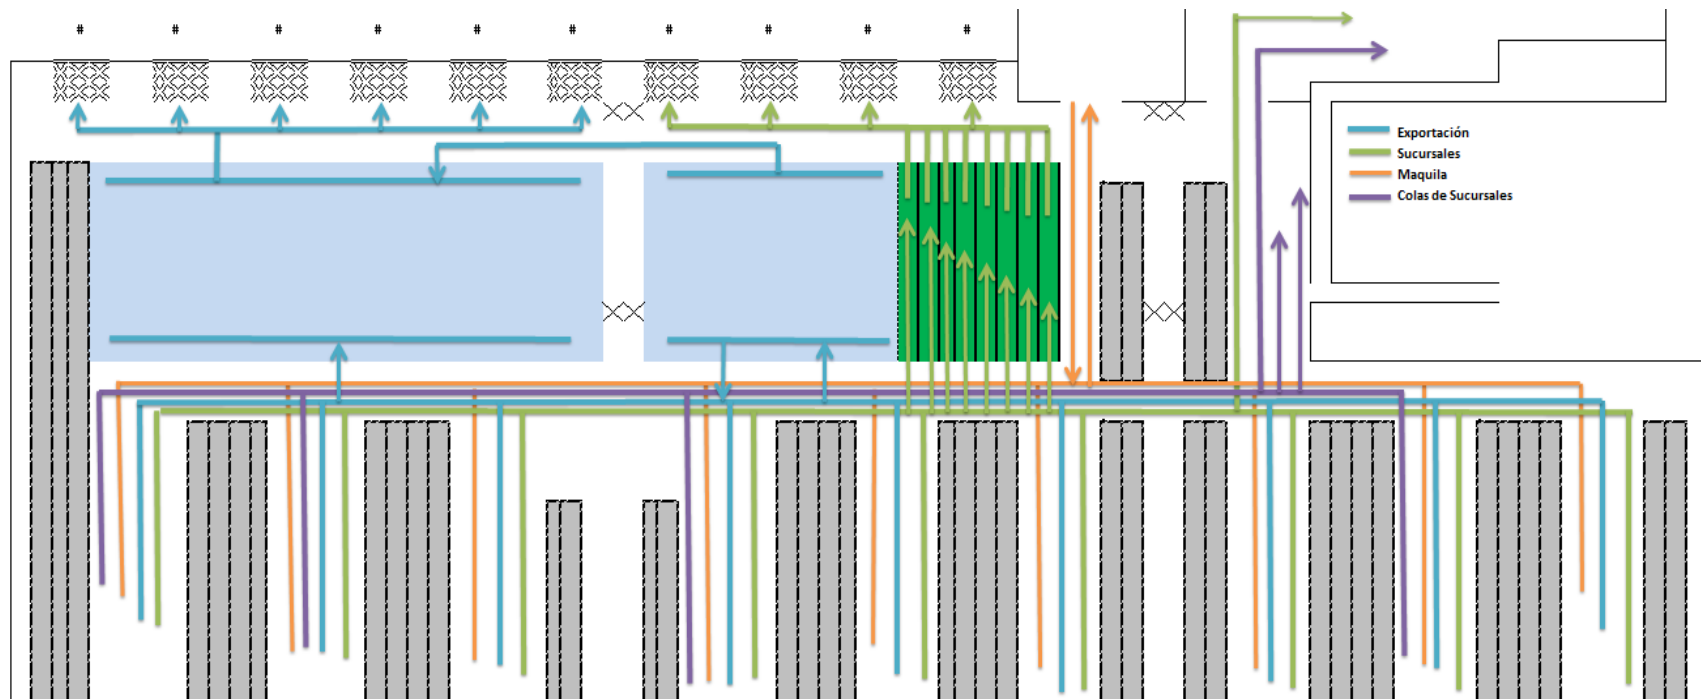 # # # # # # # # # #
Exportación
Sucursales
Maquila
Colas de Sucursales